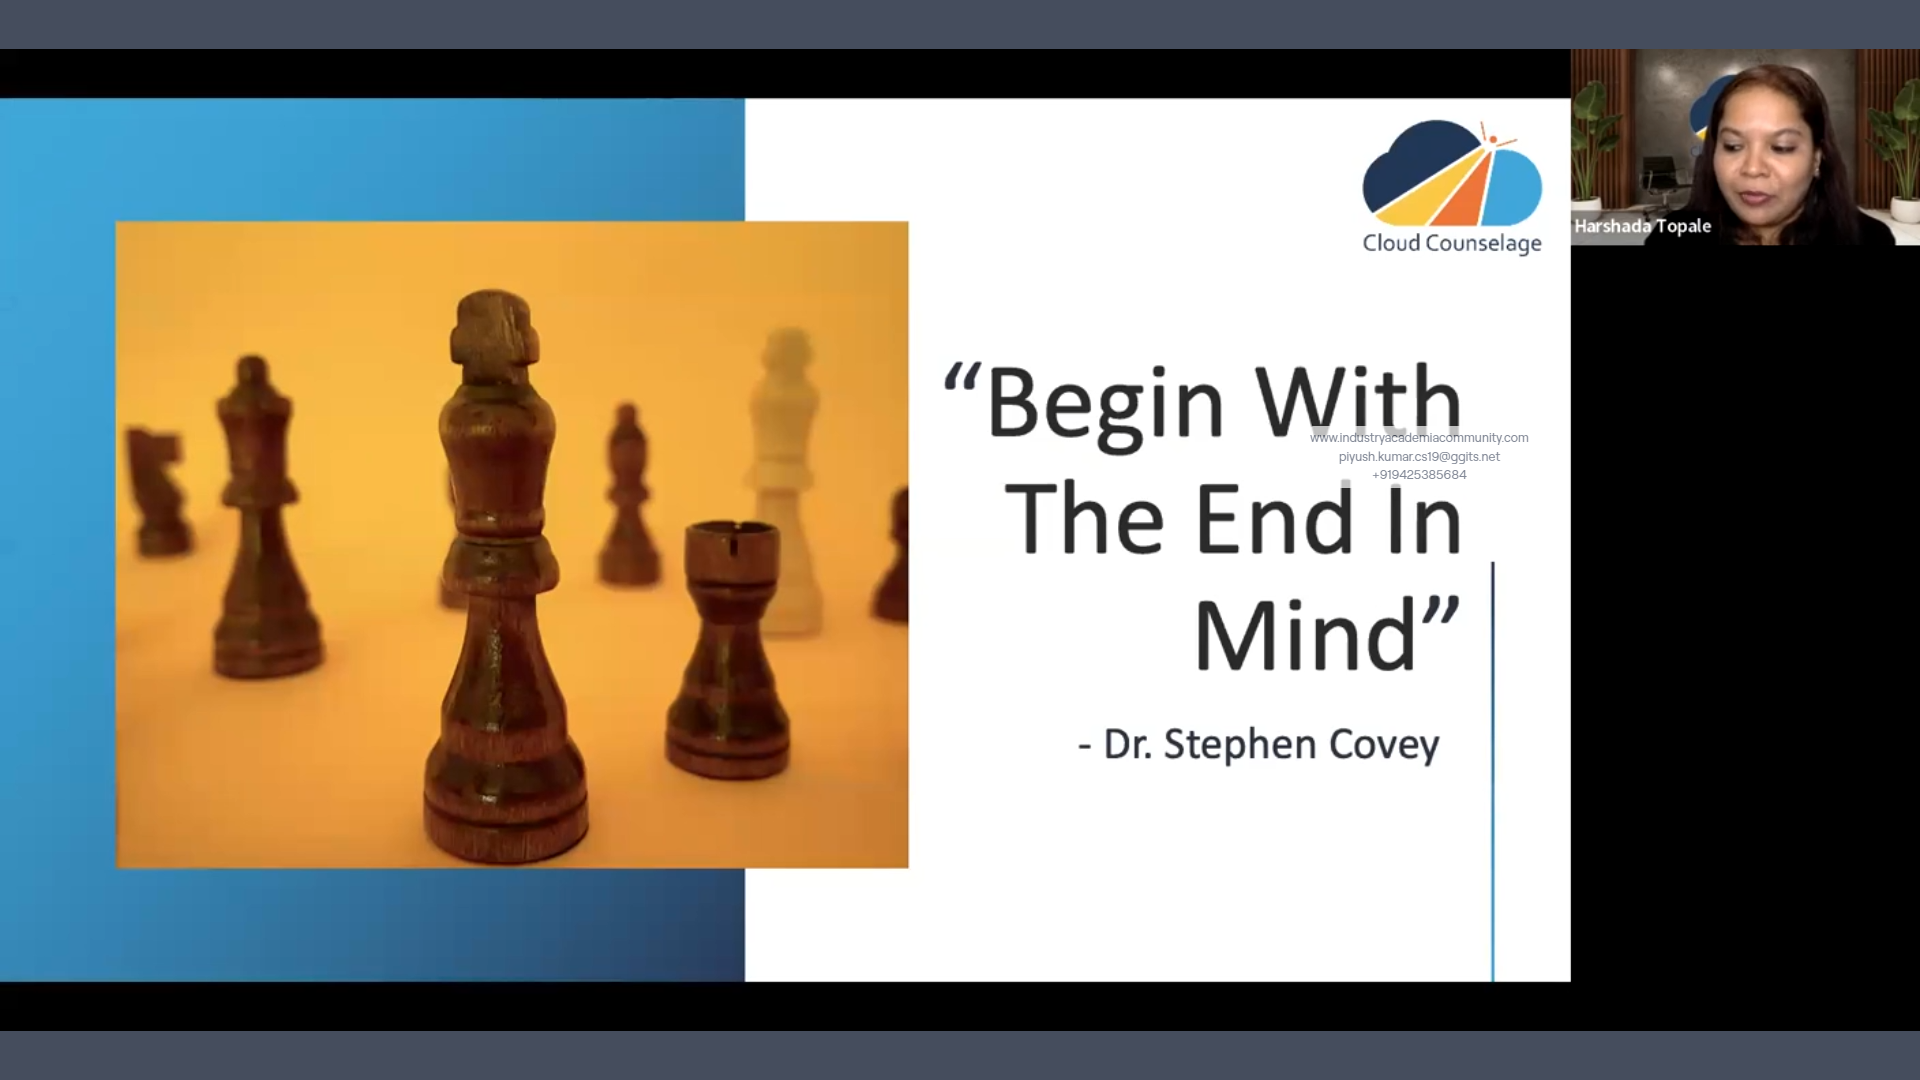 Cloud Counselage
Harshada Topale
“Begin With
www.industryacademiacommunity.com
piyush.kumar.cs19@ggits.net
+919425385684
The End In
Mind”
- Dr. Stephen Covey